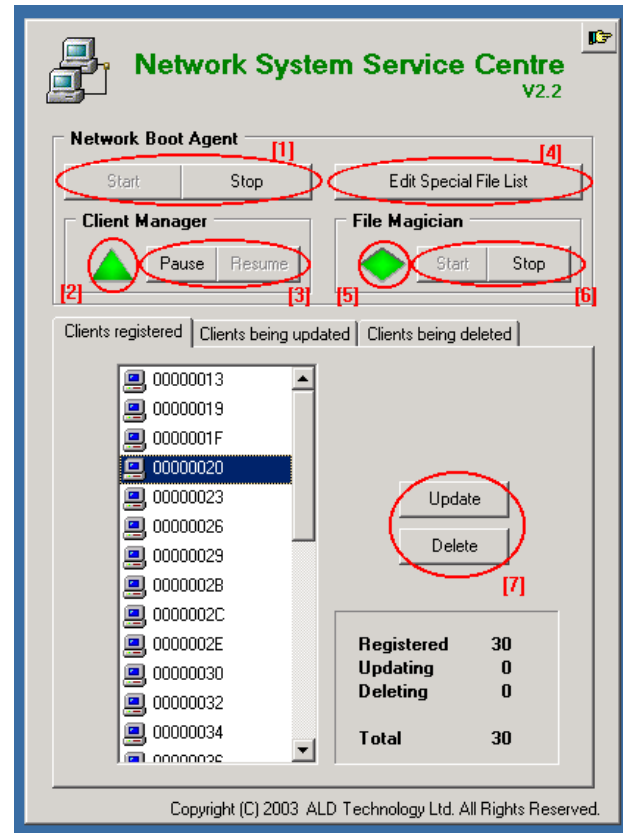 Network System Service Centre
V2.2
Network Boot Agent
[1]
[4]
Start Stop Edit Special File List
Client Manager File Magician
Pause Resume Start Stop
[2] [3] [5] [6]
Clients registered Clients being updated Clients being deleted
00000013
00000019
0000001F
00000020
00000023
00000026
00000029
0000002B
0000002C
0000002E
00000030
00000032
00000034
Update
Delete
[7]
Registered 30
Updating 0
Deleting 0
Total 30
Copyright (C) 2003 ALD Technology Ltd. All Rights Reserved.